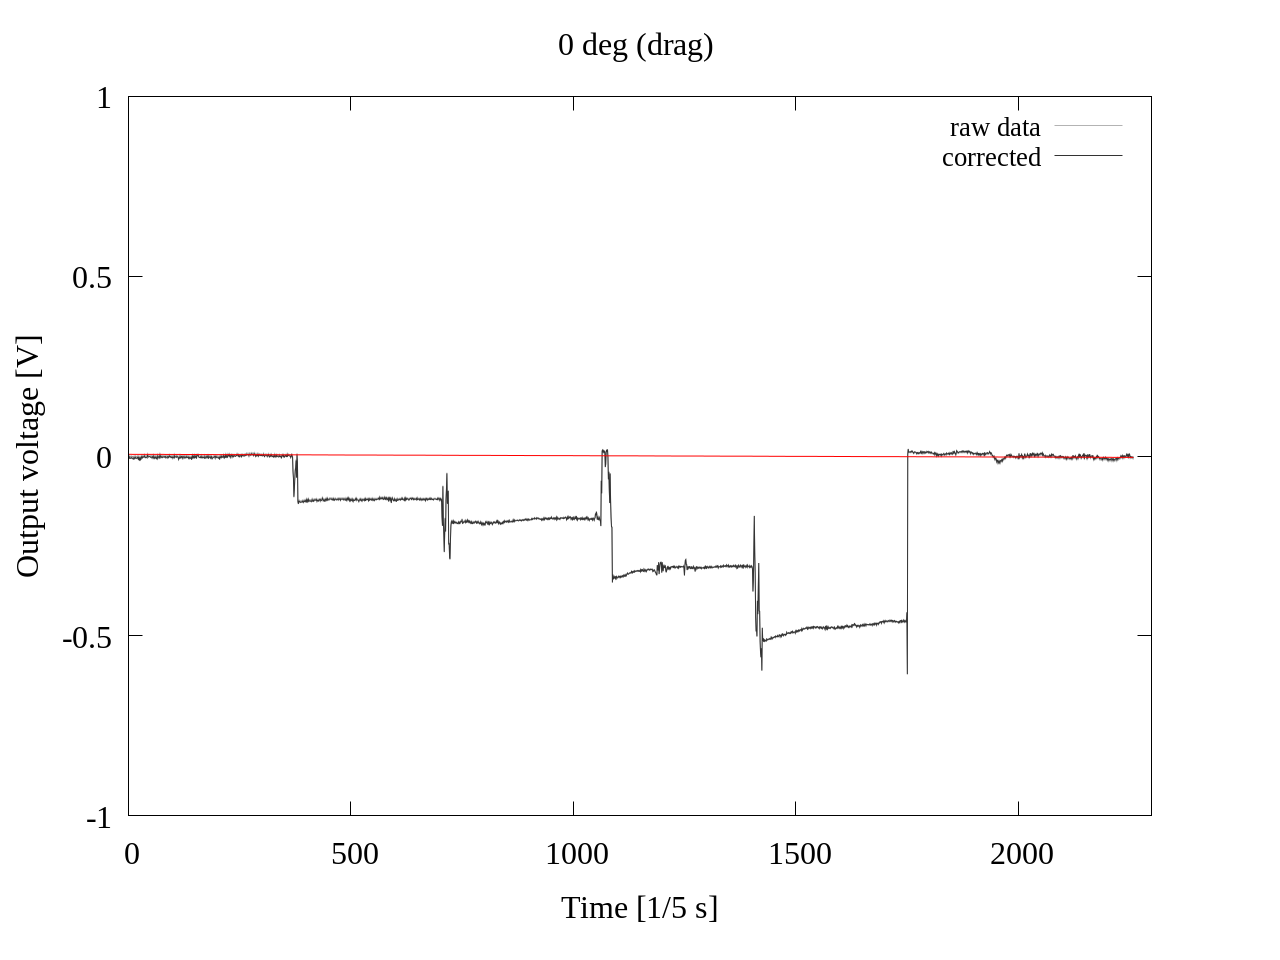 0 deg (drag)
raw data
corrected
1
0.5
0
-0.5
-1
Output voltage [V]
0 500 1000 1500 2000
Time [1/5 s]